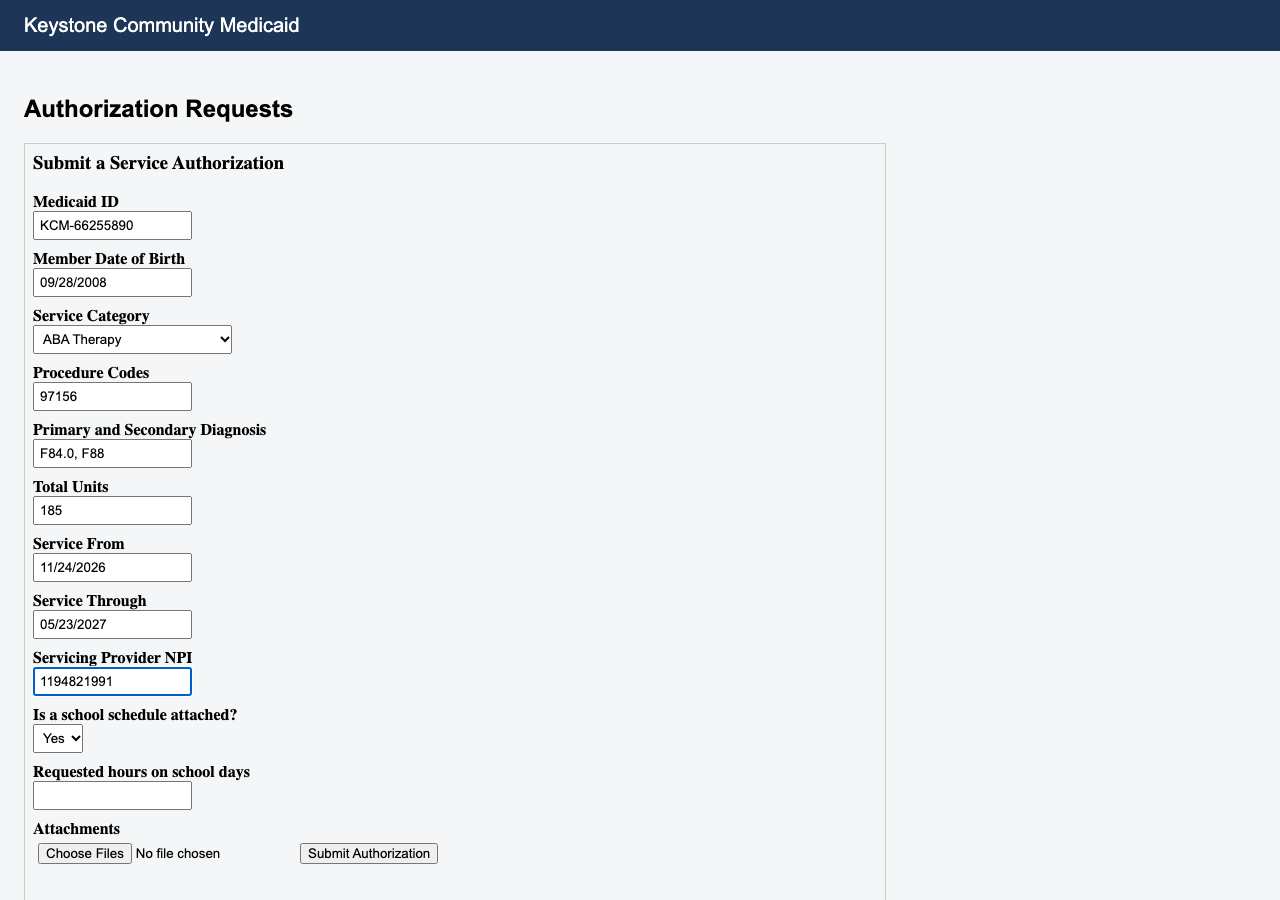 Keystone Community Medicaid
Authorization Requests
Submit a Service Authorization
Medicaid ID
KCM-66255890
Member Date of Birth
09/28/2008
Service Category
ABA Therapy
Procedure Codes
97156
Primary and Secondary Diagnosis
F84.0, F88
Total Units
185
Service From
11/24/2026
Service Through
05/23/2027
Servicing Provider NPI
1194821991
Is a school schedule attached?
Yes
Requested hours on school days
Attachments
Choose Files No file chosen Submit Authorization